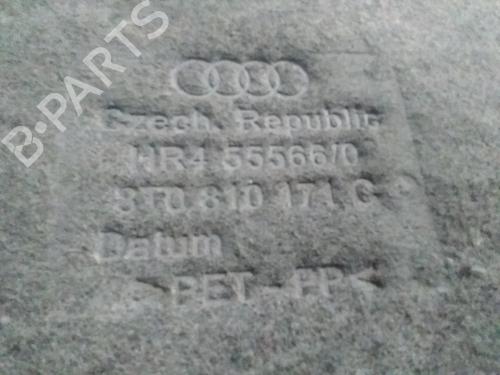 B-PARTS
Czech. Republic
HR4 55566/0
8T0 810 171 C
Datum
>PET-PP<